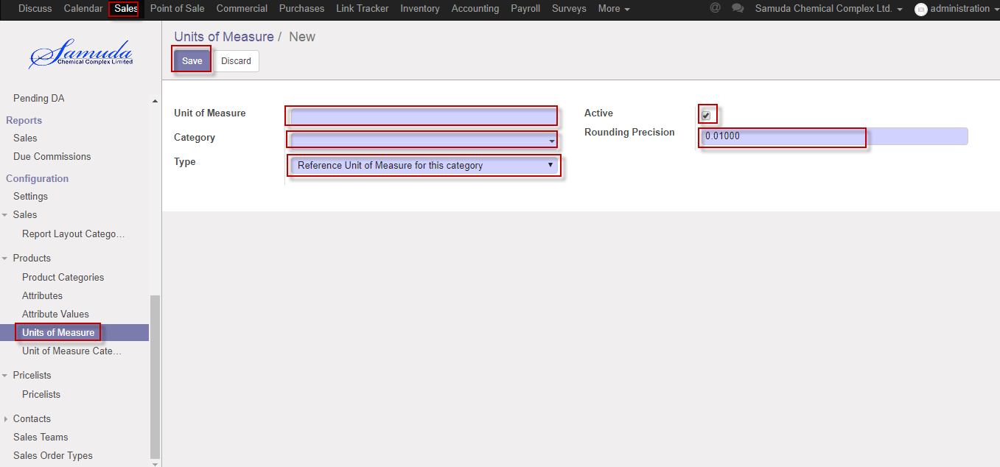 Discuss Calendar Sales Point of Sale Commercial Purchases Link Tracker Inventory Accounting Payroll Surveys More @ Samuda Chemical Complex Ltd. administration
Samuda
Chemical Complex Limited
Pending DA
Reports
Sales
Due Commissions
Configuration
Settings
Sales
Report Layout Catego...
Products
Product Categories
Attributes
Attribute Values
Units of Measure
Unit of Measure Cate...
Pricelists
Pricelists
Contacts
Sales Teams
Sales Order Types
Units of Measure / New
Save Discard
Unit of Measure
Category
Type Reference Unit of Measure for this category
Active
Rounding Precision 0.01000